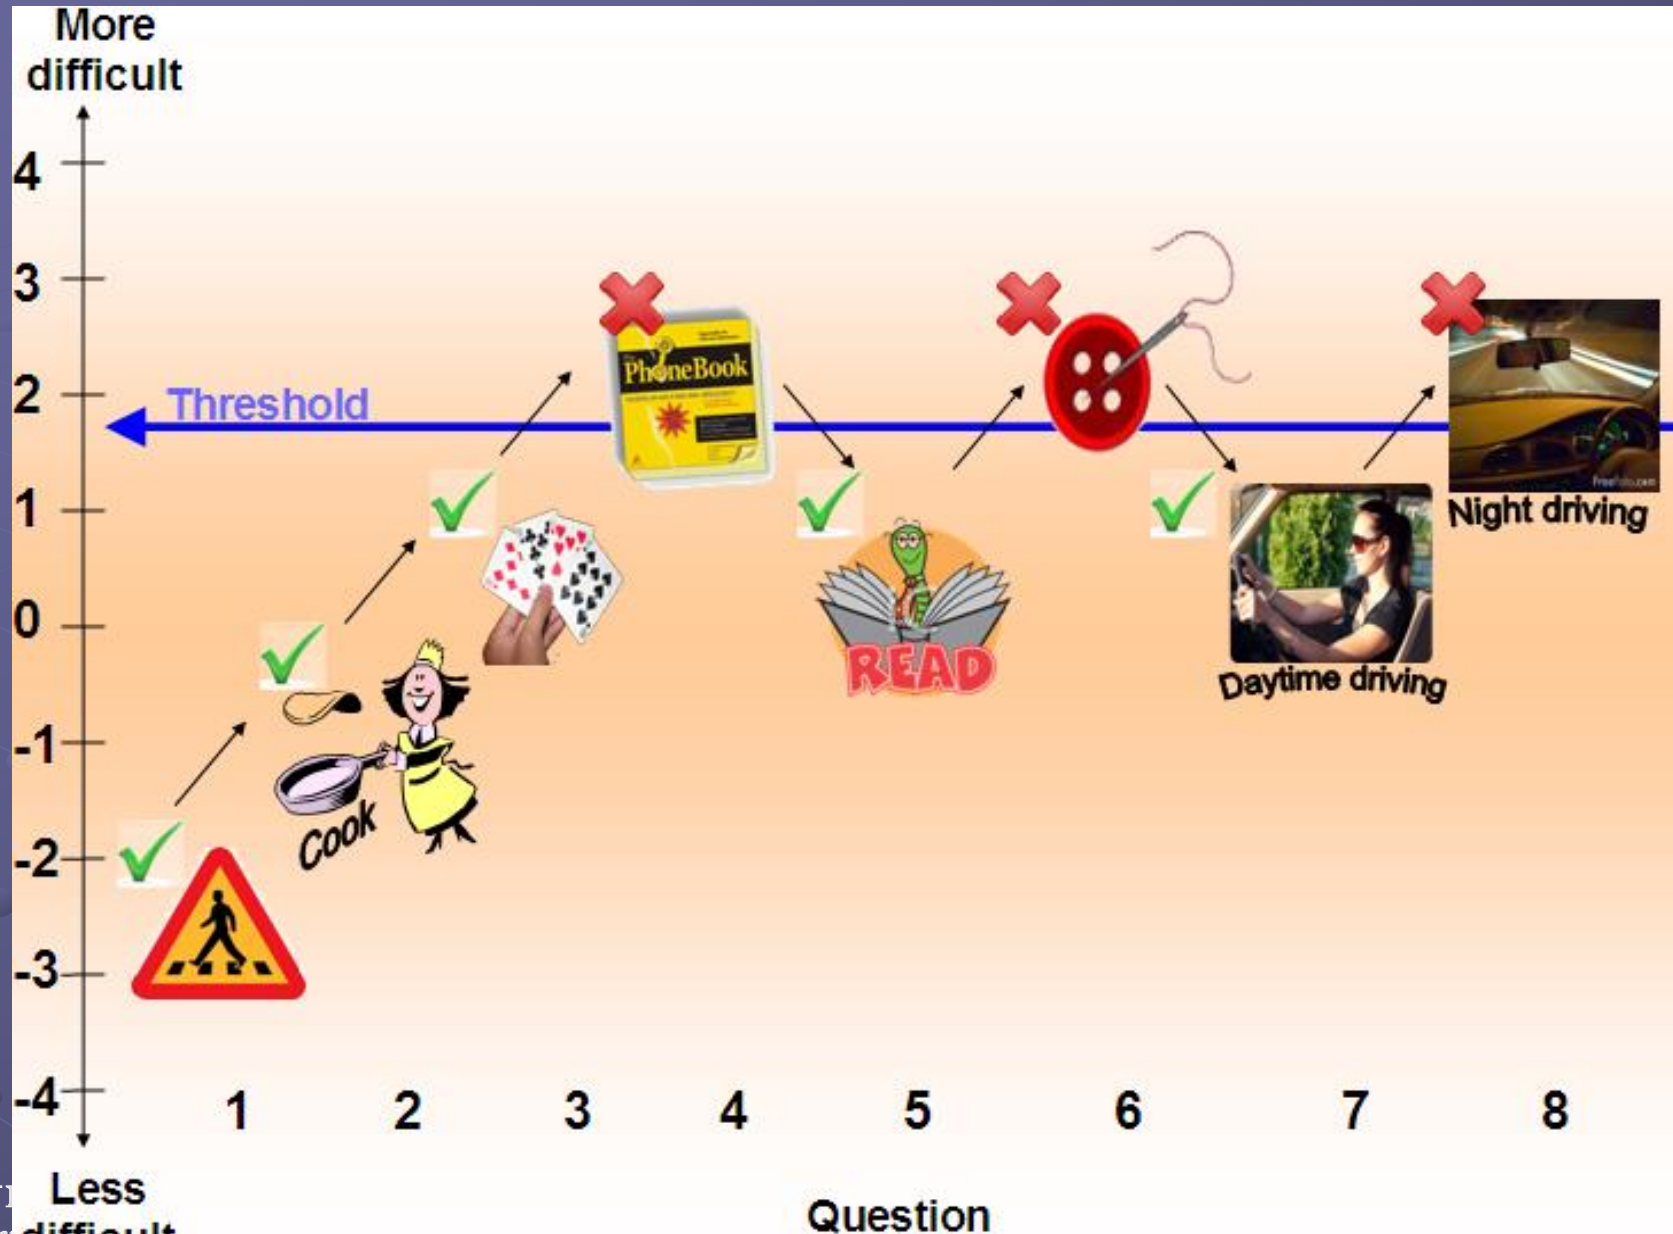 More
difficult
4
3
2
1
0
-1
-2
-3
-4
Threshold
PhoneBook
READ
Cook
Daytime driving
Night driving
1 2 3 4 5 6 7 8
Less
difficult
Question